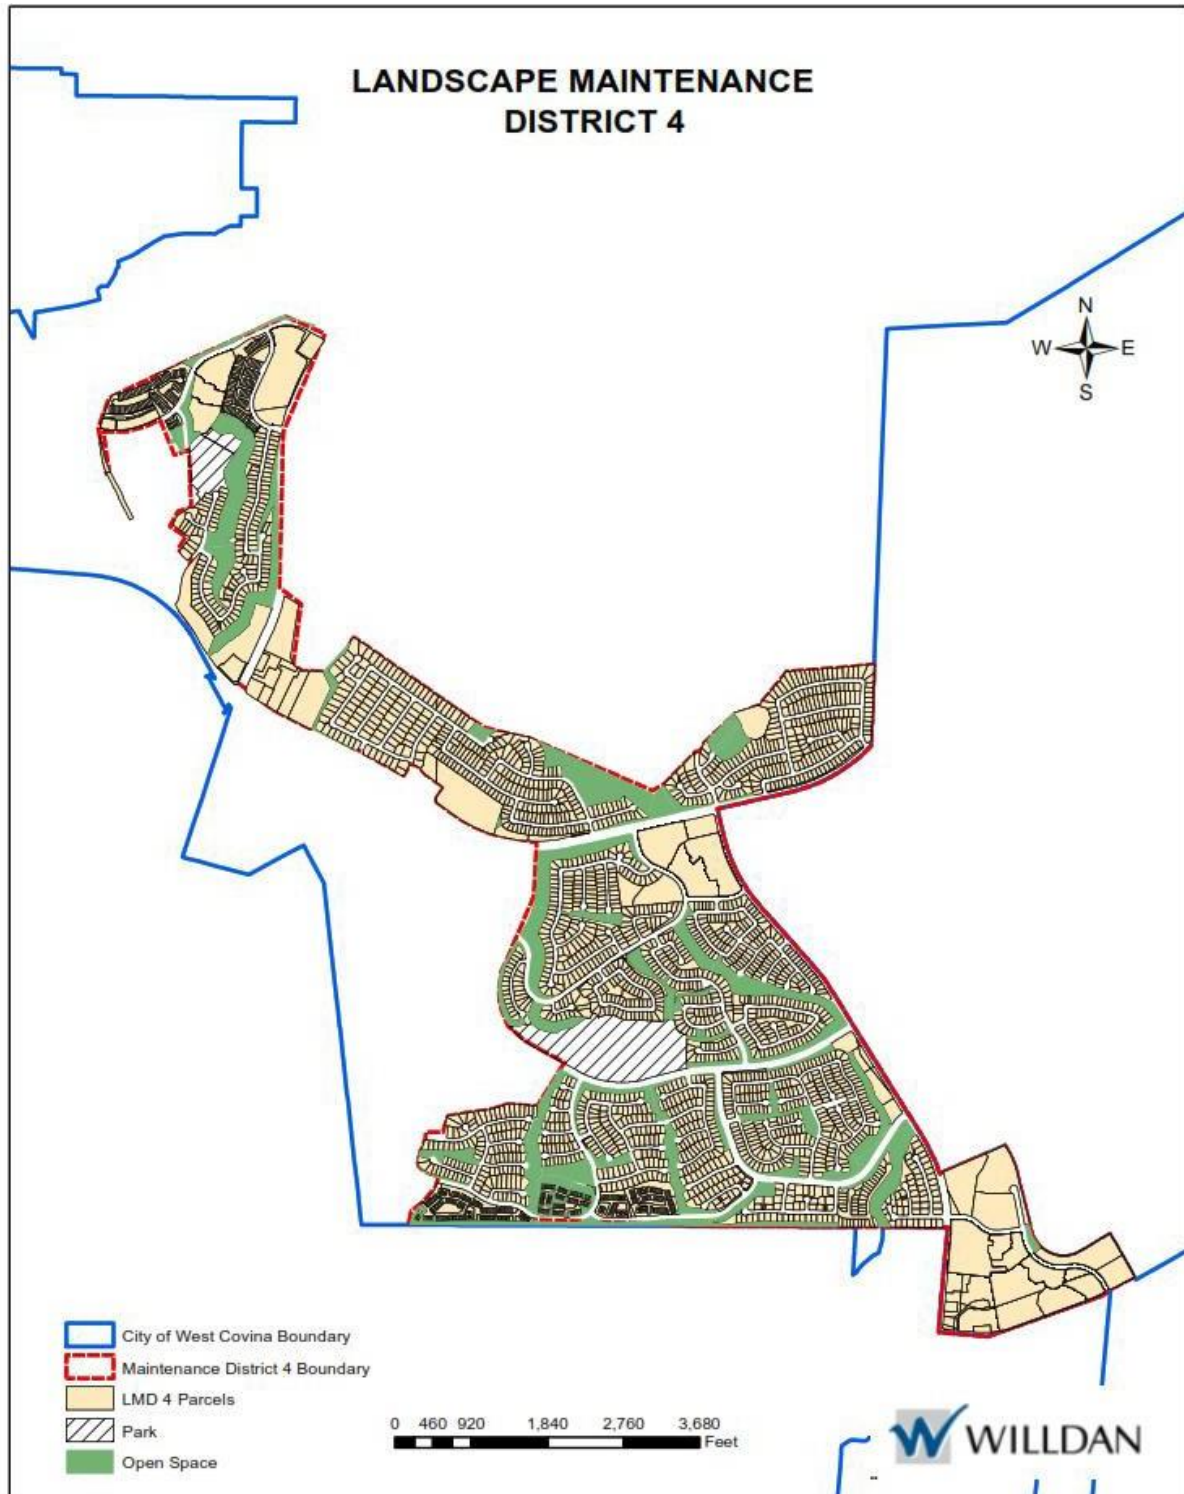 LANDSCAPE MAINTENANCE
DISTRICT 4
N
W E
S
City of West Covina Boundary
Maintenance District 4 Boundary
LMD 4 Parcels
Park
Open Space
0 460 920 1,840 2,760 3,680
Feet
WILLDAN